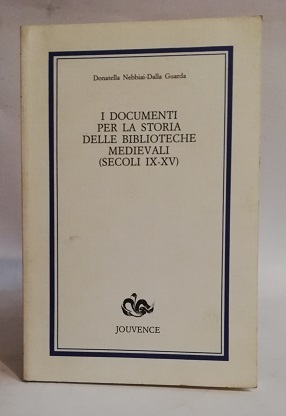 Donatella Nebbiai-Dalla Guarda
I DOCUMENTI
PER LA STORIA
DELLE BIBLIOTECHE
MEDIEVALI
(SECOLI IX-XV)
JOUVENCE